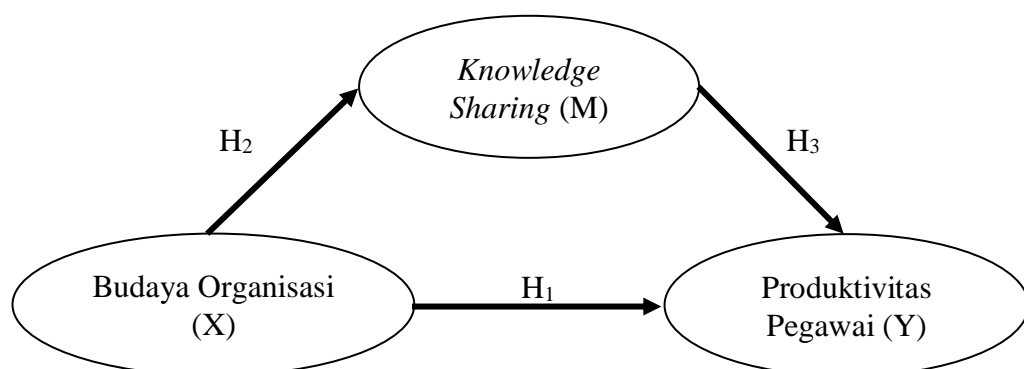 Knowledge
Sharing (M)
H₂
H₃
Budaya Organisasi
(X)
H₁
Produktivitas
Pegawai (Y)